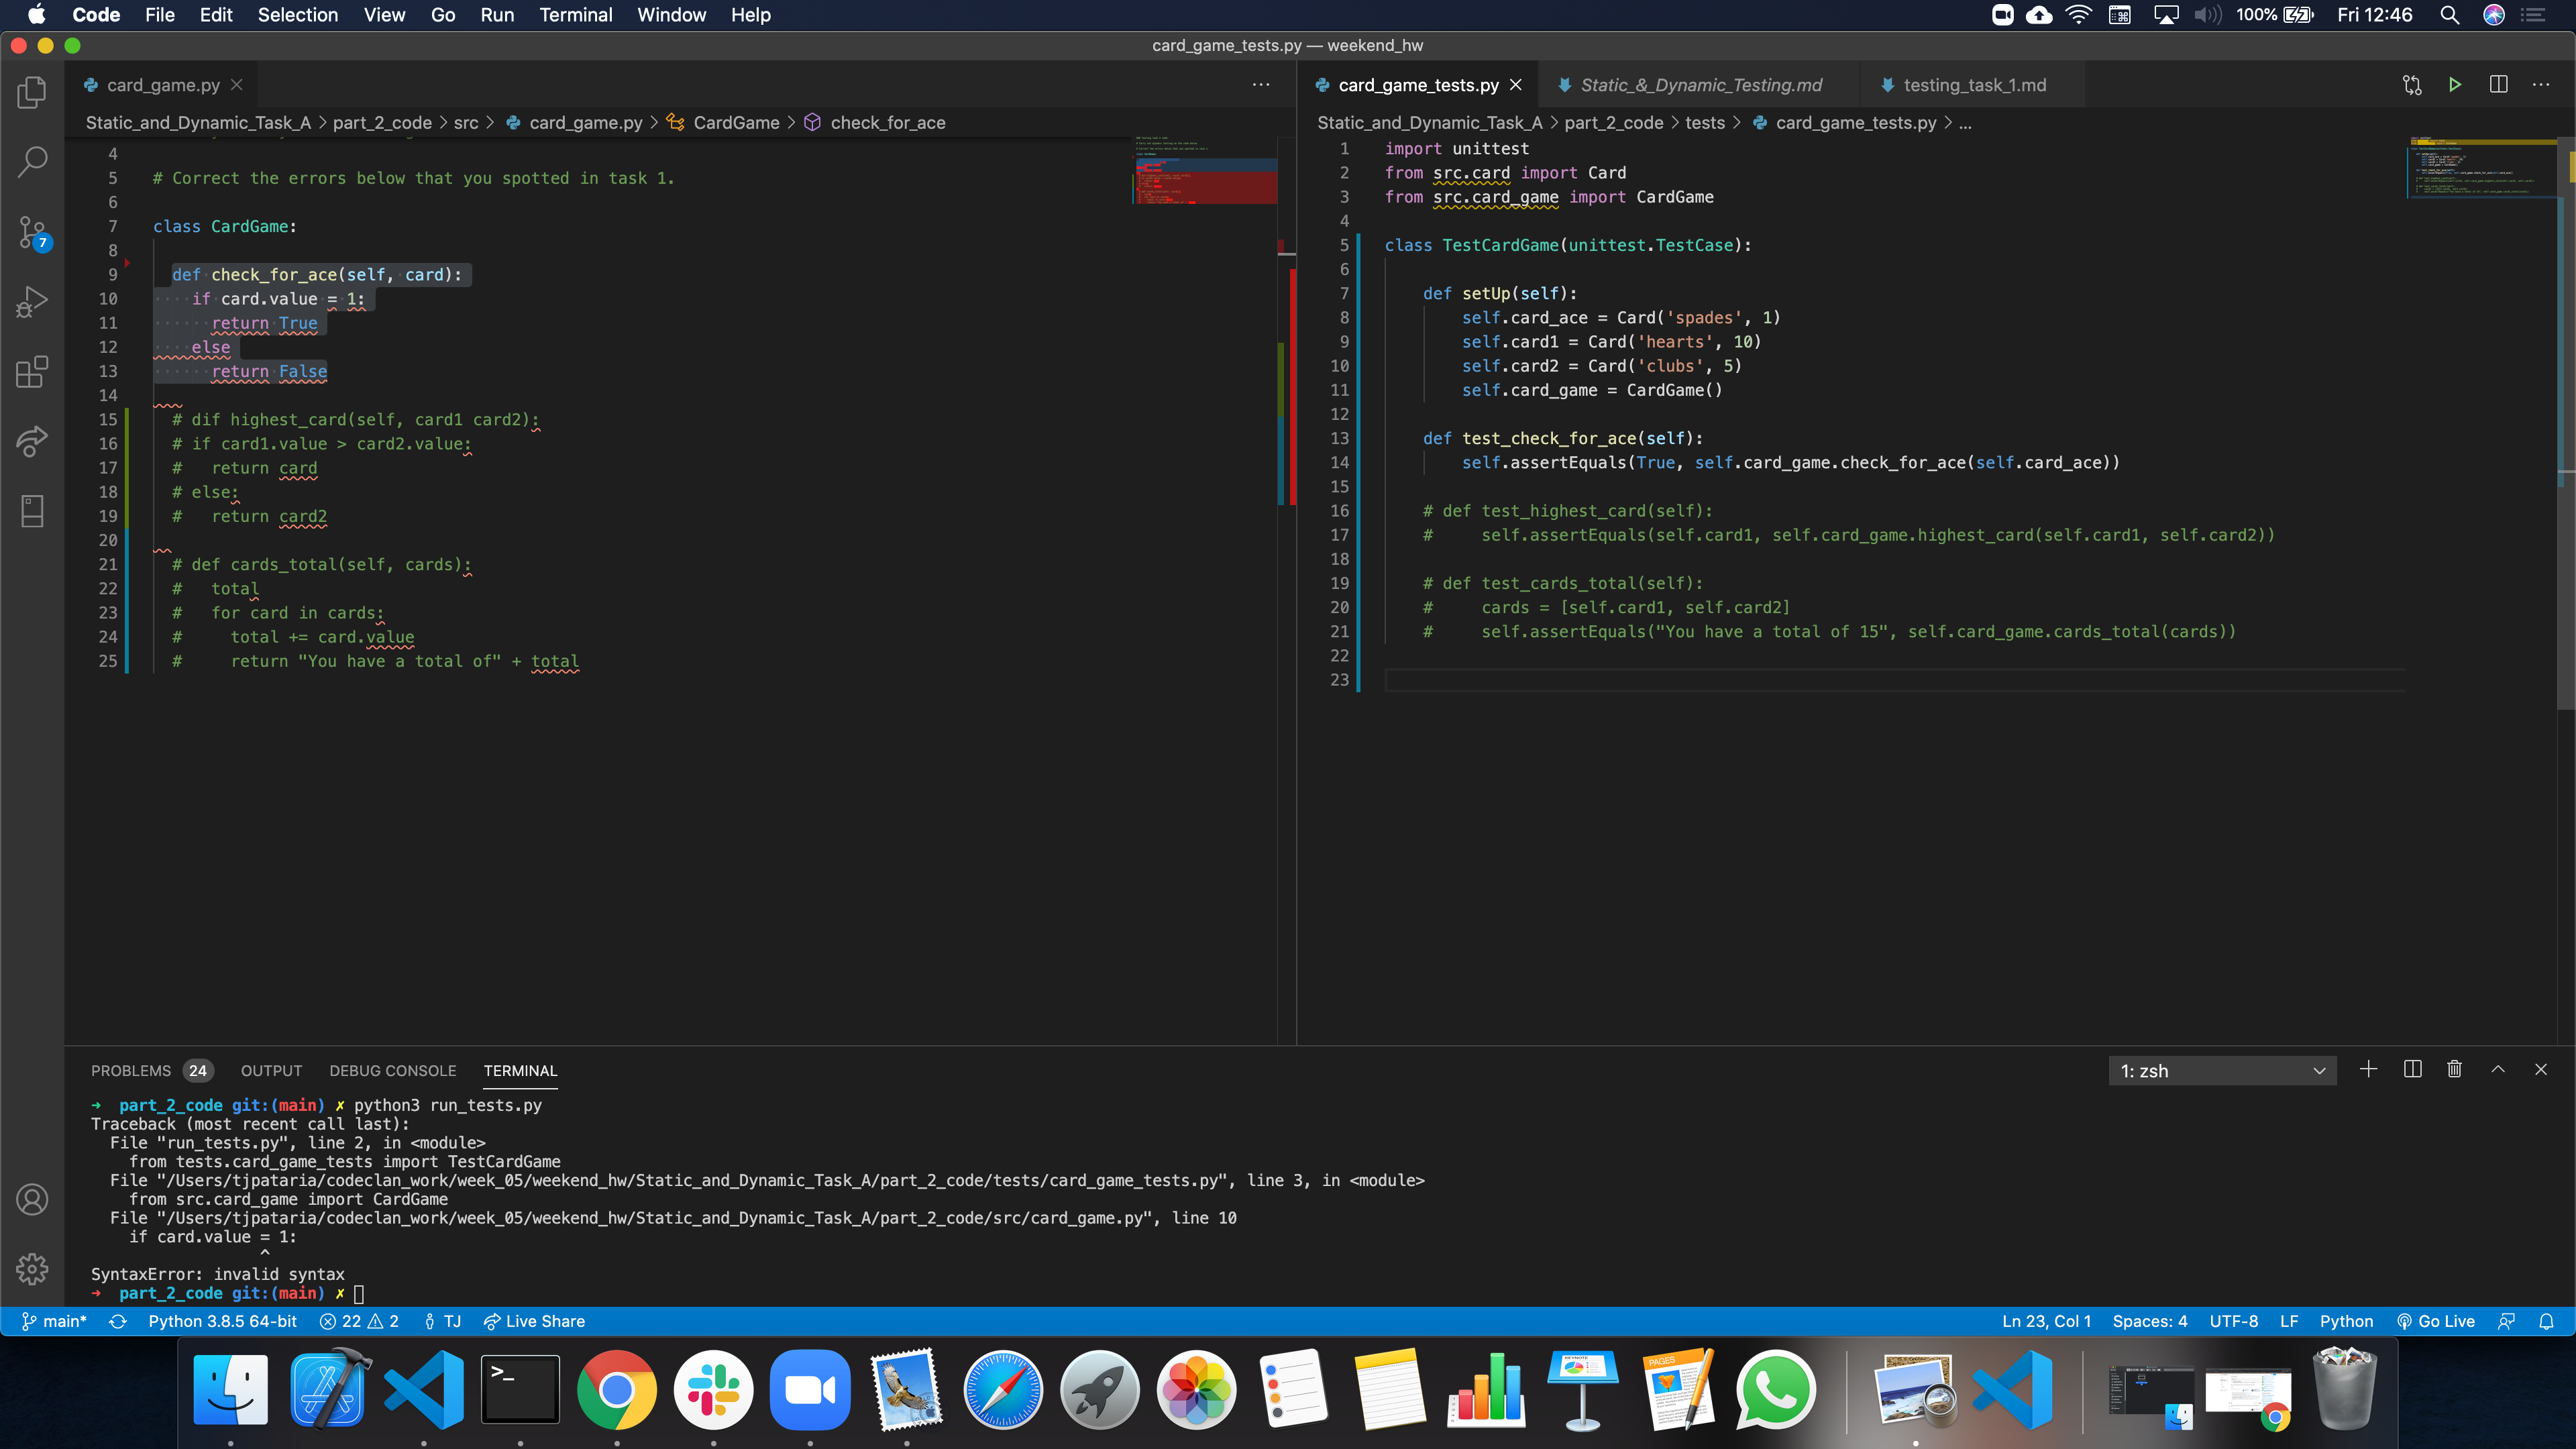 Code File Edit Selection View Go Run Terminal Window Help 100% Fri 12:46
card_game_tests.py — weekend_hw
card_game.py
Static_and_Dynamic_Task_A > part_2_code > src > card_game.py > CardGame > check_for_ace
4
5 # Correct the errors below that you spotted in task 1.
6
7 class CardGame:
8
9 def check_for_ace(self, card):
10 if card.value = 1:
11 return True
12 else
13 return False
14
15 # dif highest_card(self, card1 card2):
16 # if card1.value > card2.value:
17 # return card
18 # else:
19 # return card2
20
21 # def cards_total(self, cards):
22 # total
23 # for card in cards:
24 # total += card.value
25 # return "You have a total of" + total
card_game_tests.py Static_&_Dynamic_Testing.md testing_task_1.md
Static_and_Dynamic_Task_A > part_2_code > tests > card_game_tests.py > ...
1 import unittest
2 from src.card import Card
3 from src.card_game import CardGame
4
5 class TestCardGame(unittest.TestCase):
6
7 def setUp(self):
8 self.card_ace = Card('spades', 1)
9 self.card1 = Card('hearts', 10)
10 self.card2 = Card('clubs', 5)
11 self.card_game = CardGame()
12
13 def test_check_for_ace(self):
14 self.assertEquals(True, self.card_game.check_for_ace(self.card_ace))
15
16 # def test_highest_card(self):
17 # self.assertEquals(self.card1, self.card_game.highest_card(self.card1, self.card2))
18
19 # def test_cards_total(self):
20 # cards = [self.card1, self.card2]
21 # self.assertEquals("You have a total of 15", self.card_game.cards_total(cards))
22
23
7
PROBLEMS 24 OUTPUT DEBUG CONSOLE TERMINAL 1: zsh
➜ part_2_code git:(main) ✗ python3 run_tests.py
Traceback (most recent call last):
File "run_tests.py", line 2, in <module>
from tests.card_game_tests import TestCardGame
File "/Users/tjpataria/codeclan_work/week_05/weekend_hw/Static_and_Dynamic_Task_A/part_2_code/tests/card_game_tests.py", line 3, in <module>
from src.card_game import CardGame
File "/Users/tjpataria/codeclan_work/week_05/weekend_hw/Static_and_Dynamic_Task_A/part_2_code/src/card_game.py", line 10
if card.value = 1:
^
SyntaxError: invalid syntax
➜ part_2_code git:(main) ✗
main* Python 3.8.5 64-bit 22 2 TJ Live Share Ln 23, Col 1 Spaces: 4 UTF-8 LF Python Go Live
>_
PAGES